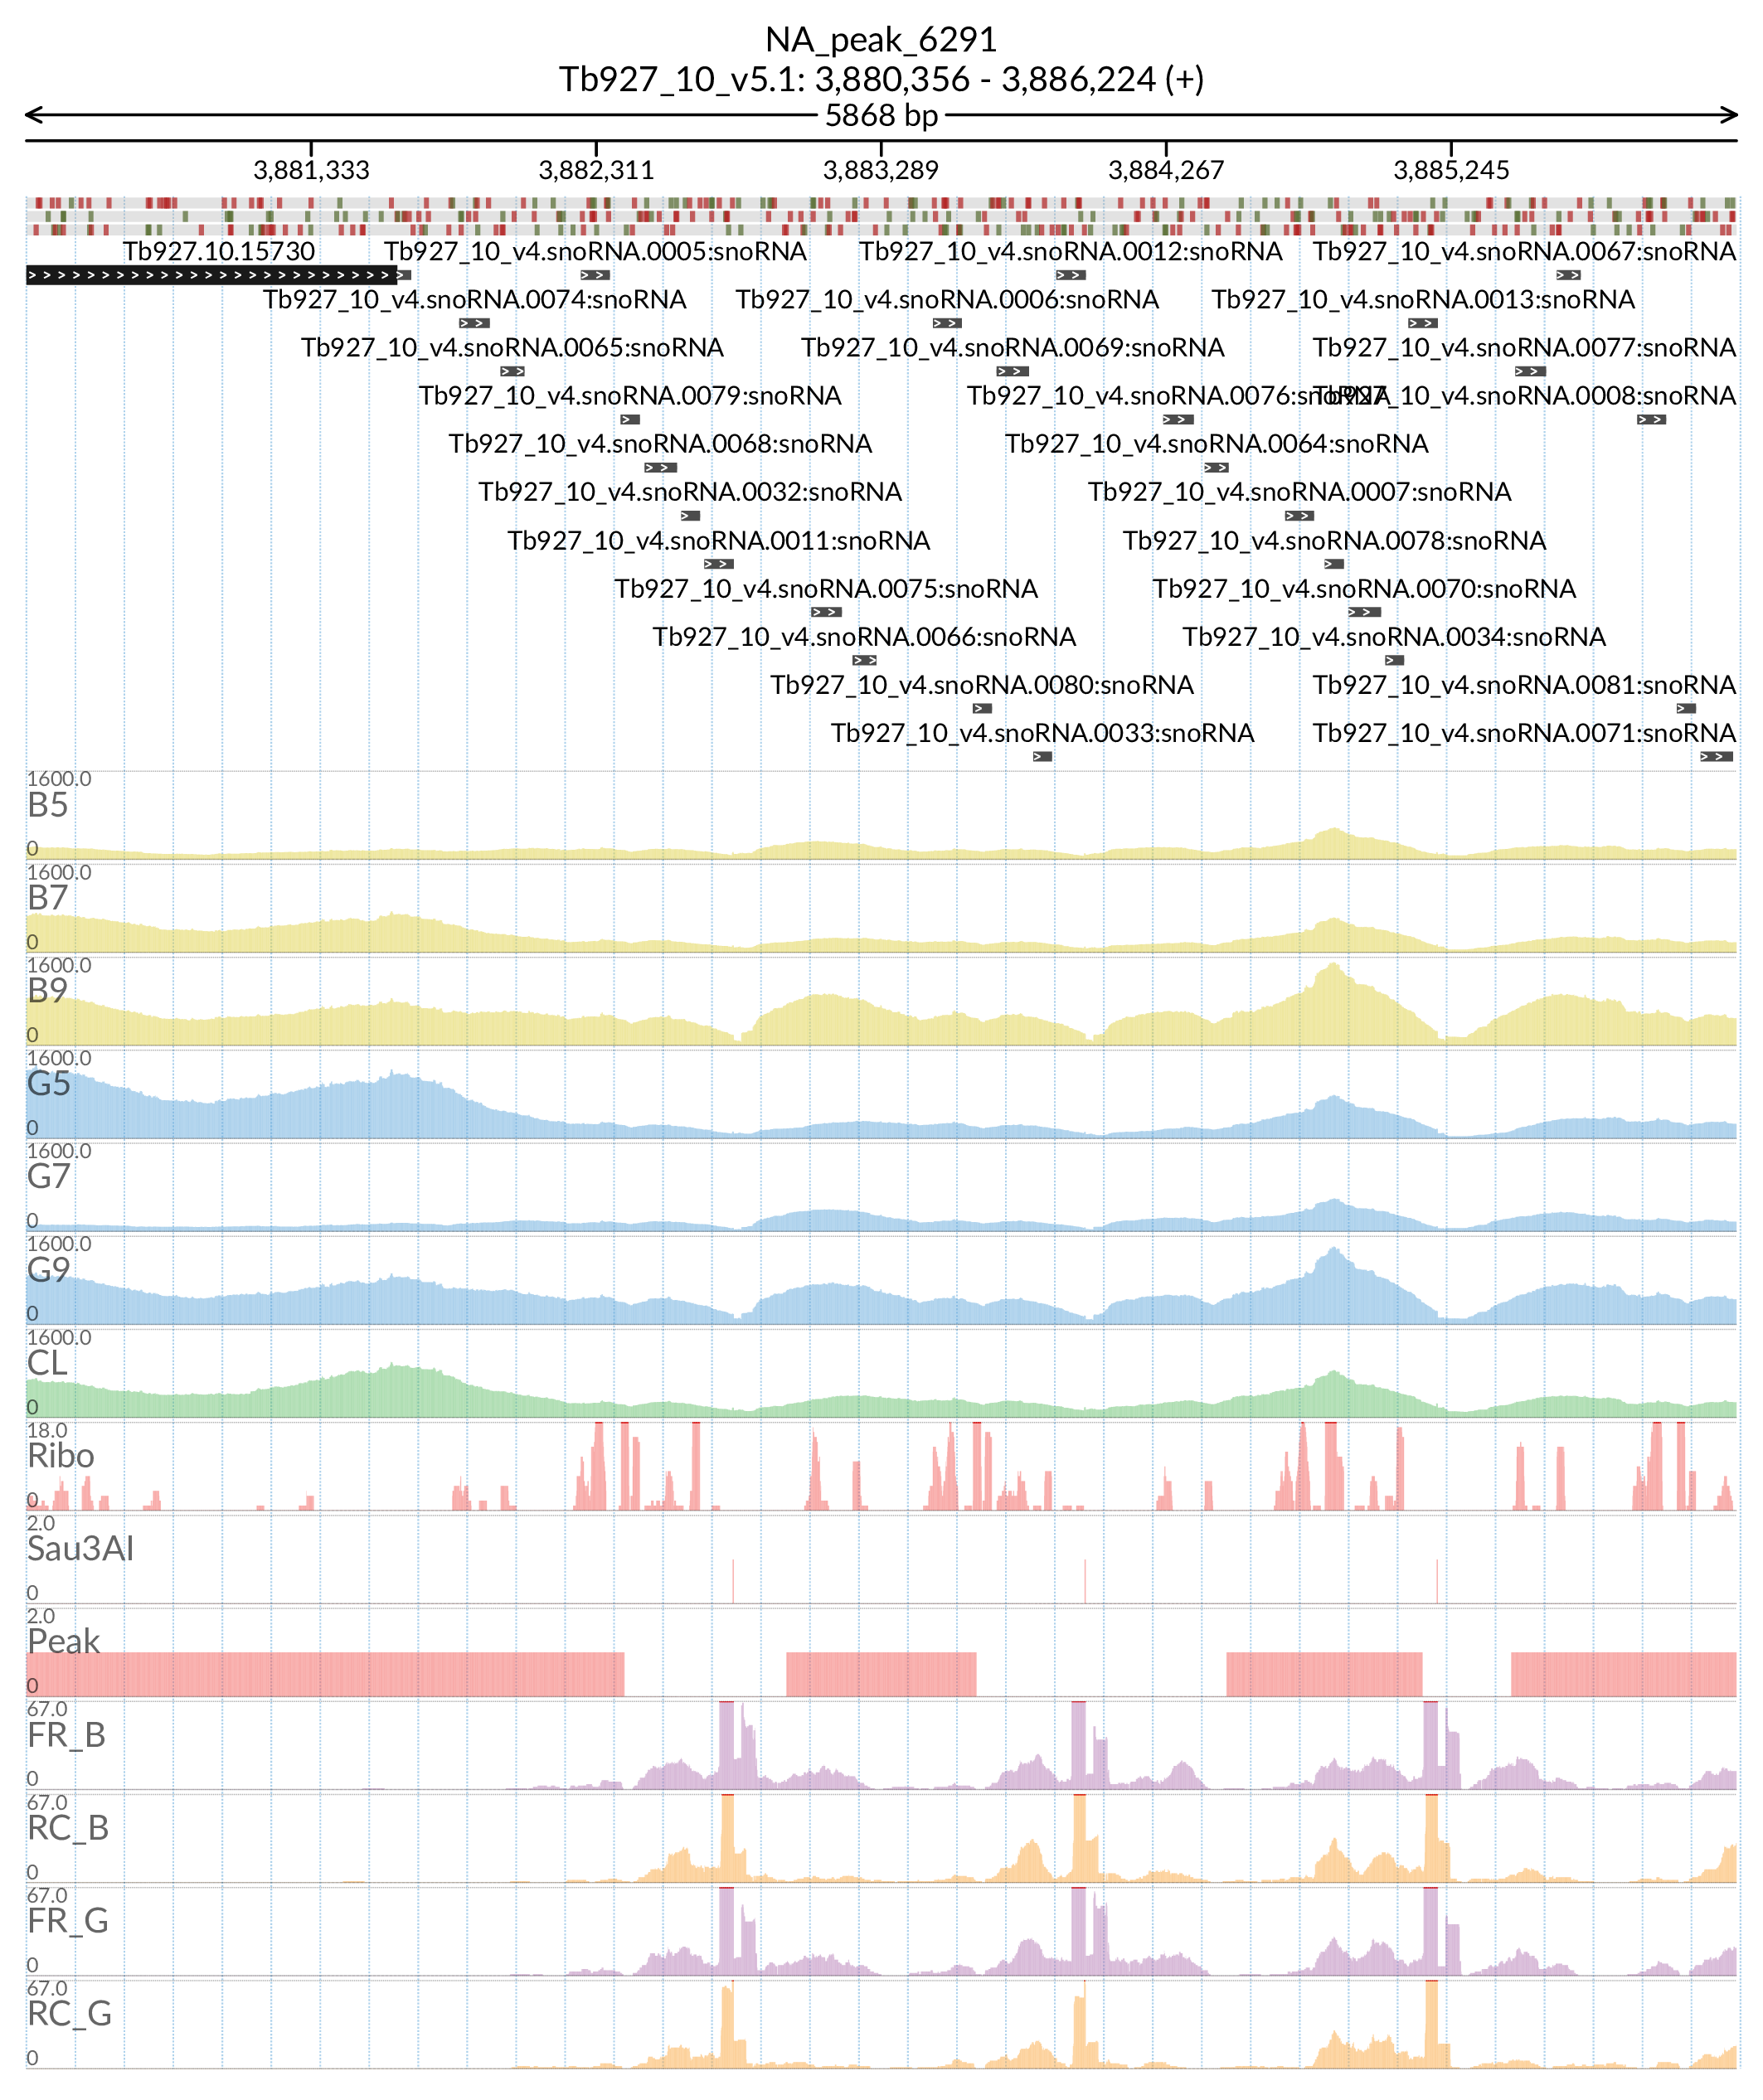 NA_peak_6291
Tb927_10_v5.1: 3,880,356 - 3,886,224 (+)
5868 bp
3,881,333 3,882,311 3,883,289 3,884,267 3,885,245
Tb927.10.15730 Tb927_10_v4.snoRNA.0005:snoRNA Tb927_10_v4.snoRNA.0012:snoRNA Tb927_10_v4.snoRNA.0067:snoRNA
Tb927_10_v4.snoRNA.0074:snoRNA Tb927_10_v4.snoRNA.0006:snoRNA Tb927_10_v4.snoRNA.0013:snoRNA
Tb927_10_v4.snoRNA.0065:snoRNA Tb927_10_v4.snoRNA.0069:snoRNA Tb927_10_v4.snoRNA.0077:snoRNA
Tb927_10_v4.snoRNA.0079:snoRNA Tb927_10_v4.snoRNA.0076:snoRNA Tb927_10_v4.snoRNA.0008:snoRNA
Tb927_10_v4.snoRNA.0068:snoRNA Tb927_10_v4.snoRNA.0064:snoRNA
Tb927_10_v4.snoRNA.0032:snoRNA Tb927_10_v4.snoRNA.0007:snoRNA
Tb927_10_v4.snoRNA.0011:snoRNA Tb927_10_v4.snoRNA.0078:snoRNA
Tb927_10_v4.snoRNA.0075:snoRNA Tb927_10_v4.snoRNA.0070:snoRNA
Tb927_10_v4.snoRNA.0066:snoRNA Tb927_10_v4.snoRNA.0034:snoRNA
Tb927_10_v4.snoRNA.0080:snoRNA Tb927_10_v4.snoRNA.0081:snoRNA
Tb927_10_v4.snoRNA.0033:snoRNA Tb927_10_v4.snoRNA.0071:snoRNA
1600.0
B5
0
1600.0
B7
0
1600.0
B9
0
1600.0
G5
0
1600.0
G7
0
1600.0
G9
0
1600.0
CL
0
18.0
Ribo
0
2.0
Sau3AI
0
2.0
Peak
0
67.0
FR_B
0
67.0
RC_B
0
67.0
FR_G
0
67.0
RC_G
0